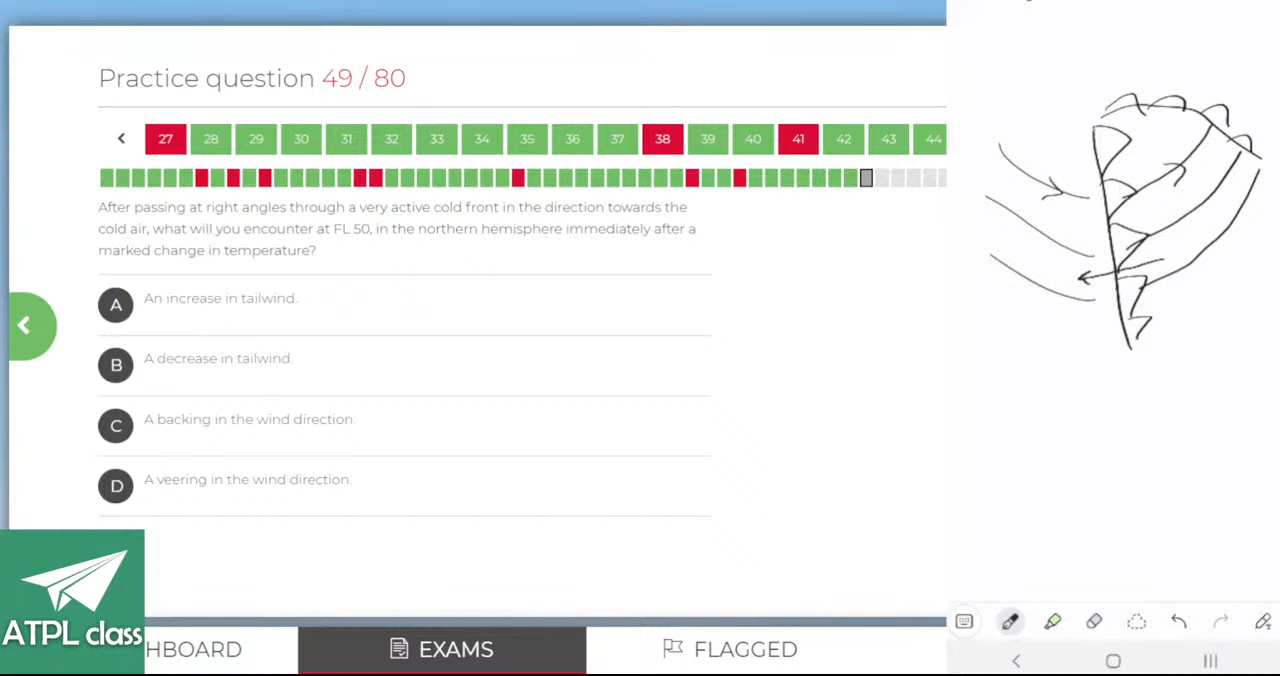 Practice question 49 / 80
27 28 29 30 31 32 33 34 35 36 37 38 39 40 41 42 43 44
After passing at right angles through a very active cold front in the direction towards the
cold air, what will you encounter at FL 50, in the northern hemisphere immediately after a
marked change in temperature?
A An increase in tailwind.
B A decrease in tailwind.
C A backing in the wind direction.
D A veering in the wind direction.
ATPL class
HBOARD EXAMS FLAGGED